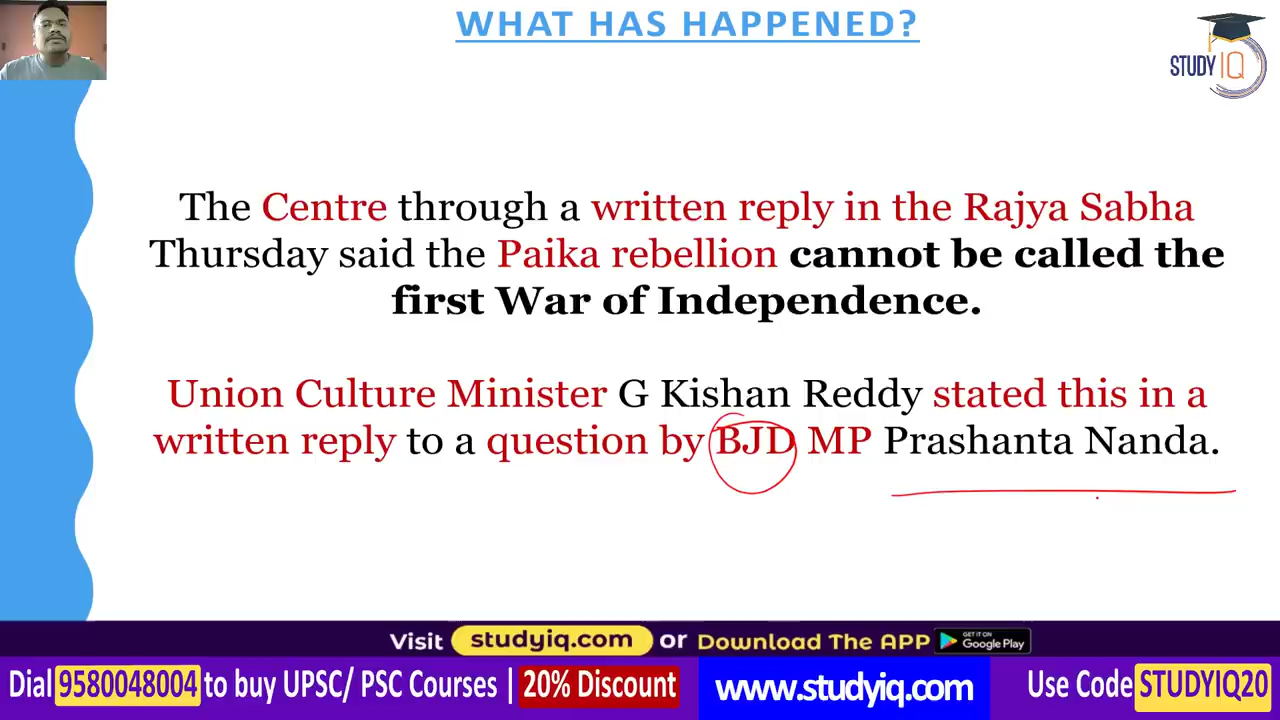 WHAT HAS HAPPENED?
STUDY IQ
The Centre through a written reply in the Rajya Sabha
Thursday said the Paika rebellion cannot be called the
first War of Independence.
Union Culture Minister G Kishan Reddy stated this in a
written reply to a question by BJD MP Prashanta Nanda.
Visit studyiq.com or Download The APP GET IT ON Google Play
Dial 9580048004 to buy UPSC/ PSC Courses | 20% Discount www.studyiq.com Use Code STUDYIQ20